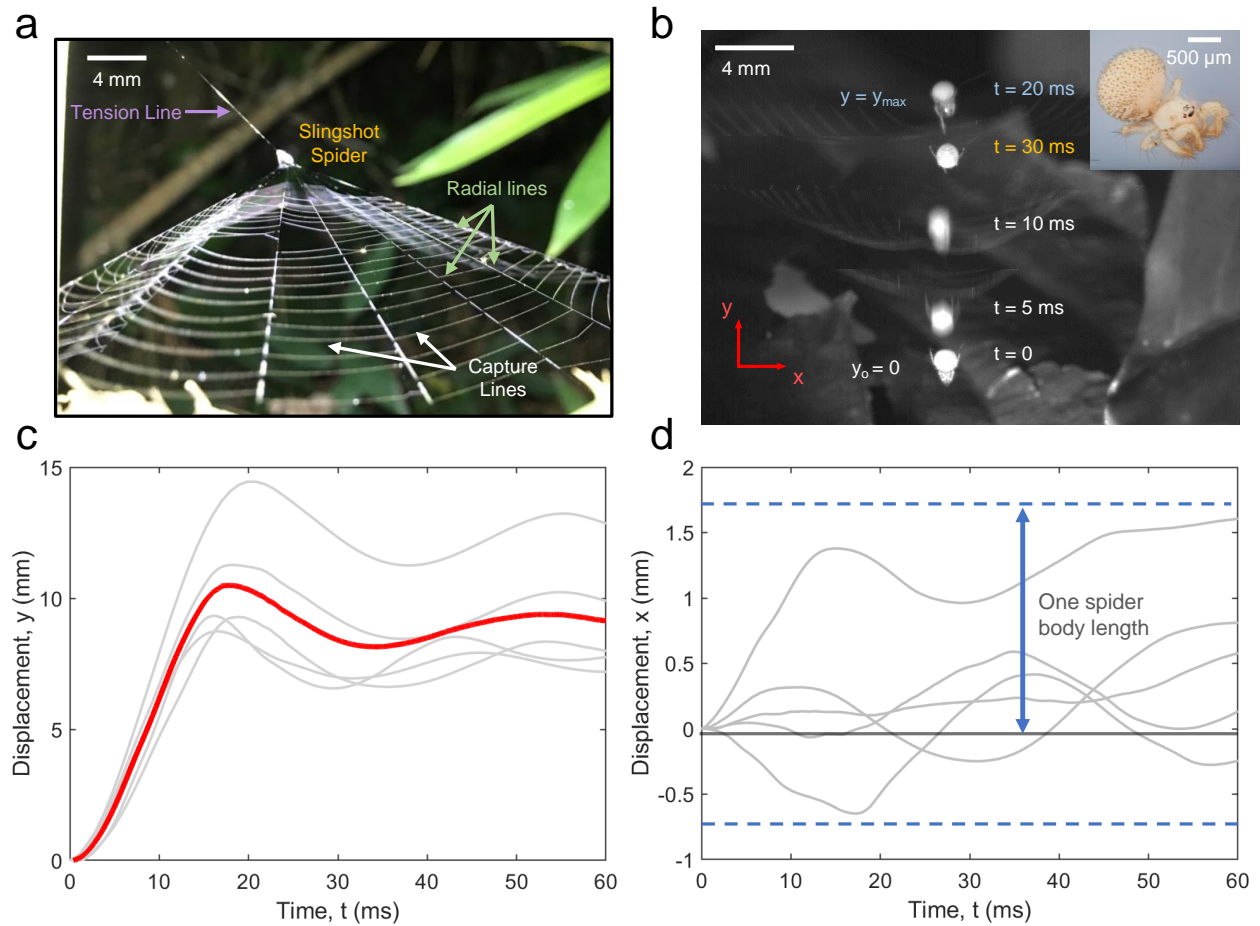 a
4 mm
Tension Line
Slingshot
Spider
Radial lines
Capture
Lines
b
4 mm
500 µm
y = ymax
t = 20 ms
t = 30 ms
t = 10 ms
t = 5 ms
t = 0
yo = 0
y
x
c
15
10
5
0
Displacement, y (mm)
0 10 20 30 40 50 60
Time, t (ms)
d
2
1.5
1
0.5
0
-0.5
-1
Displacement, x (mm)
One spider
body length
0 10 20 30 40 50 60
Time, t (ms)